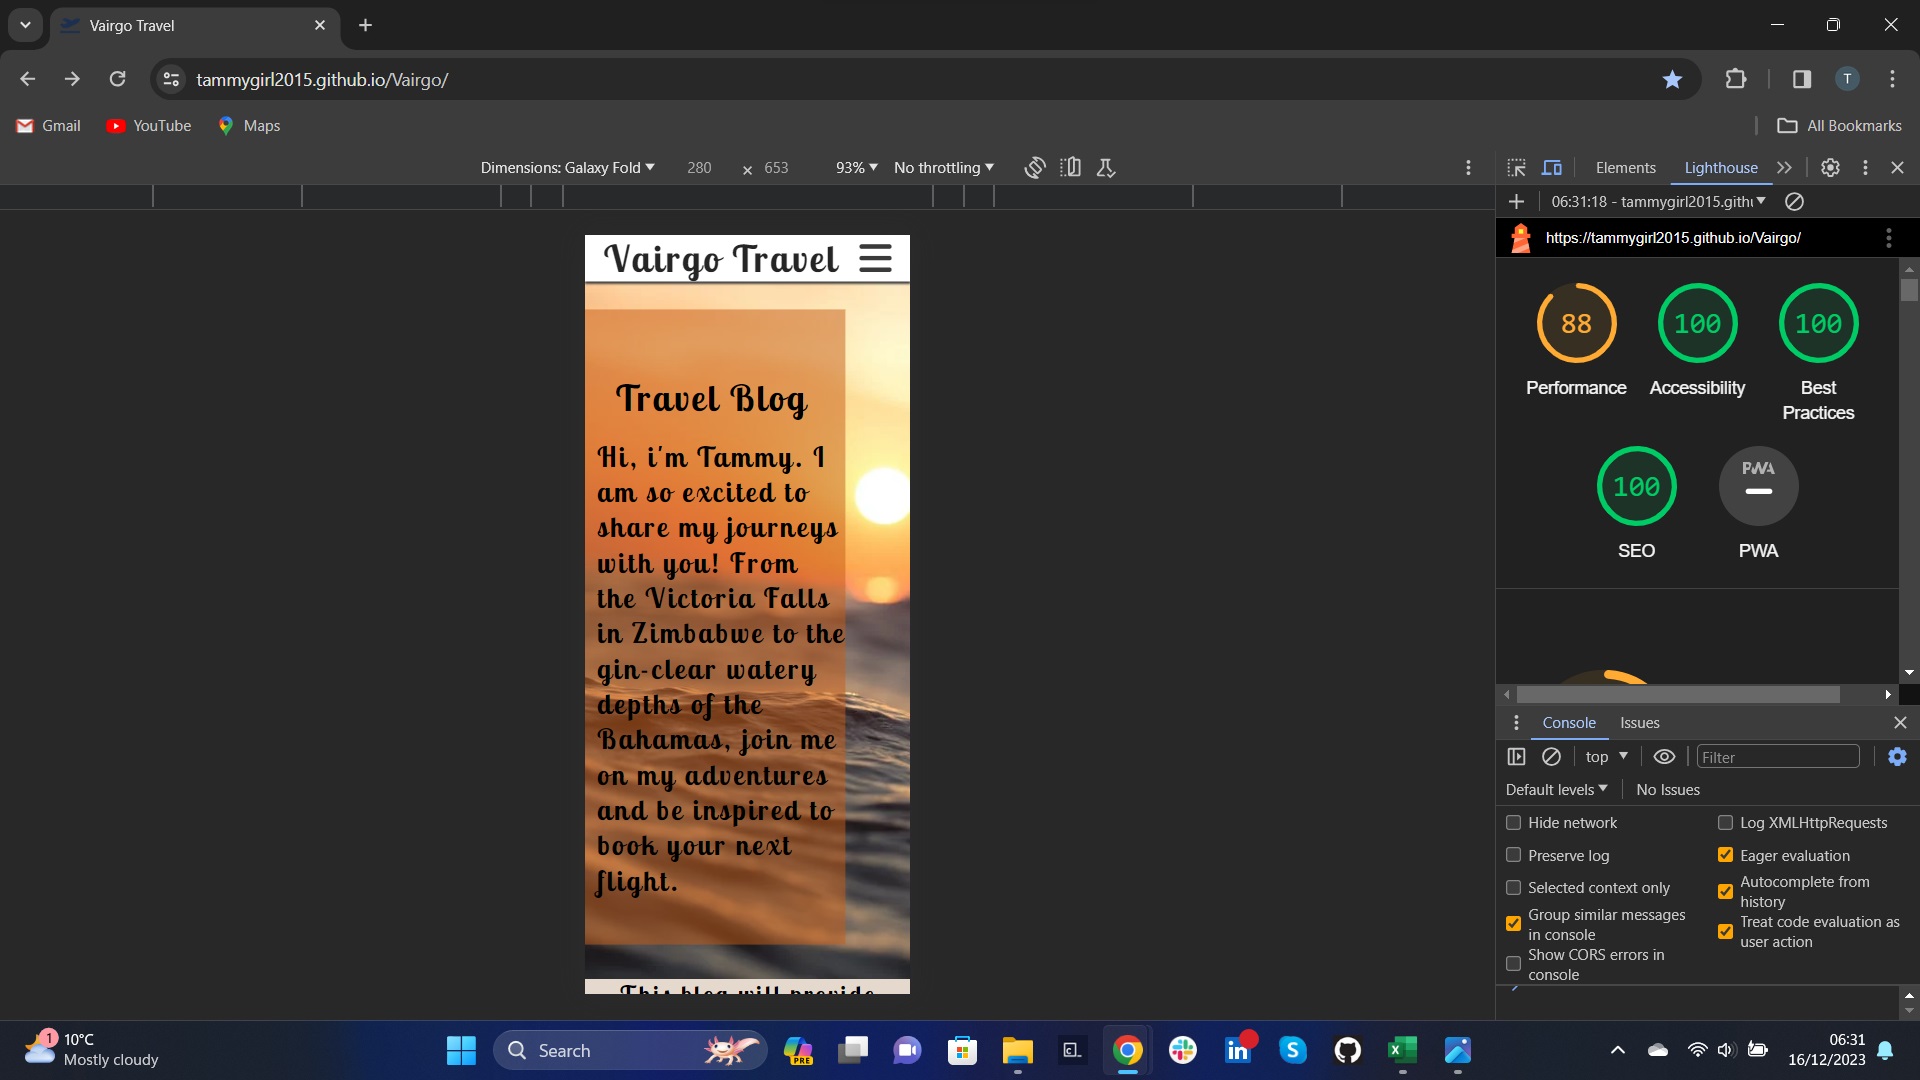 Vairgo Travel
tammygirl2015.github.io/Vairgo/
T
Gmail YouTube Maps
All Bookmarks
Dimensions: Galaxy Fold 280 × 653 93% No throttling
Elements Lighthouse
06:31:18 - tammygirl2015.githu
https://tammygirl2015.github.io/Vairgo/
Vairgo Travel
Travel Blog
Hi, i'm Tammy. I
am so excited to
share my journeys
with you! From
the Victoria Falls
in Zimbabwe to the
gin-clear watery
depths of the
Bahamas, join me
on my adventures
and be inspired to
book your next
flight.
This blog will provide
88 100 100
Performance Accessibility Best
Practices
100 PWA
SEO PWA
Console Issues
top Filter
Default levels No Issues
Hide network Log XMLHttpRequests
Preserve log Eager evaluation
Selected context only Autocomplete from
history
Group similar messages
in console
Treat code evaluation as
user action
Show CORS errors in
console
1 10°C
Mostly cloudy
Search
PRE
06:31
16/12/2023